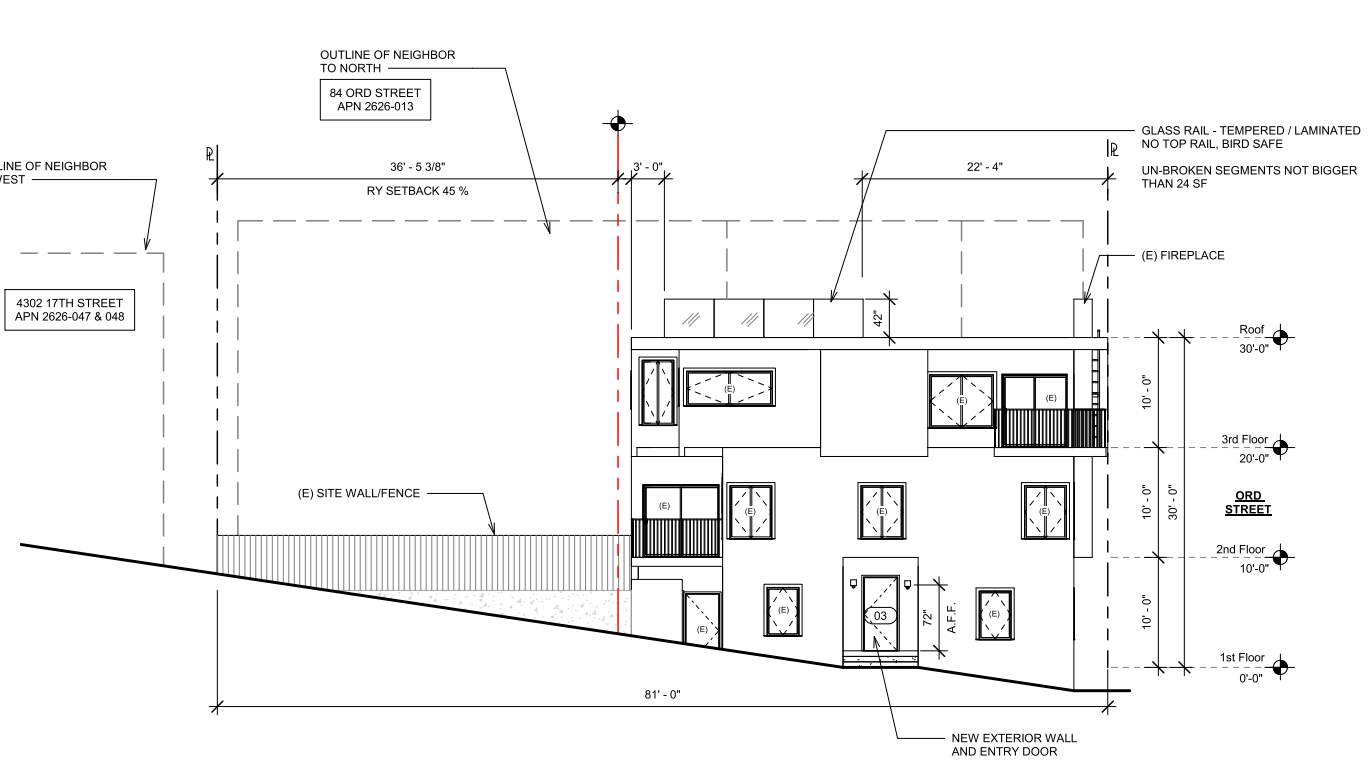 OUTLINE OF NEIGHBOR
TO NORTH
84 ORD STREET
APN 2626-013
LINE OF NEIGHBOR
4302 17TH STREET
APN 2626-047 & 048
PL
36' - 5 3/8"
RY SETBACK 45 %
3' - 0"
22' - 4"
PL
GLASS RAIL - TEMPERED / LAMINATED
NO TOP RAIL, BIRD SAFE
UN-BROKEN SEGMENTS NOT BIGGER
THAN 24 SF
(E) FIREPLACE
42"
Roof
30'-0"
(E)
(E)
(E)
10' - 0"
3rd Floor
20'-0"
(E) SITE WALL/FENCE
(E)
(E)
(E)
(E)
10' - 0"
30' - 0"
ORD
STREET
2nd Floor
10'-0"
(E)
(E)
03
72"
A.F.F.
(E)
10' - 0"
1st Floor
0'-0"
81' - 0"
NEW EXTERIOR WALL
AND ENTRY DOOR